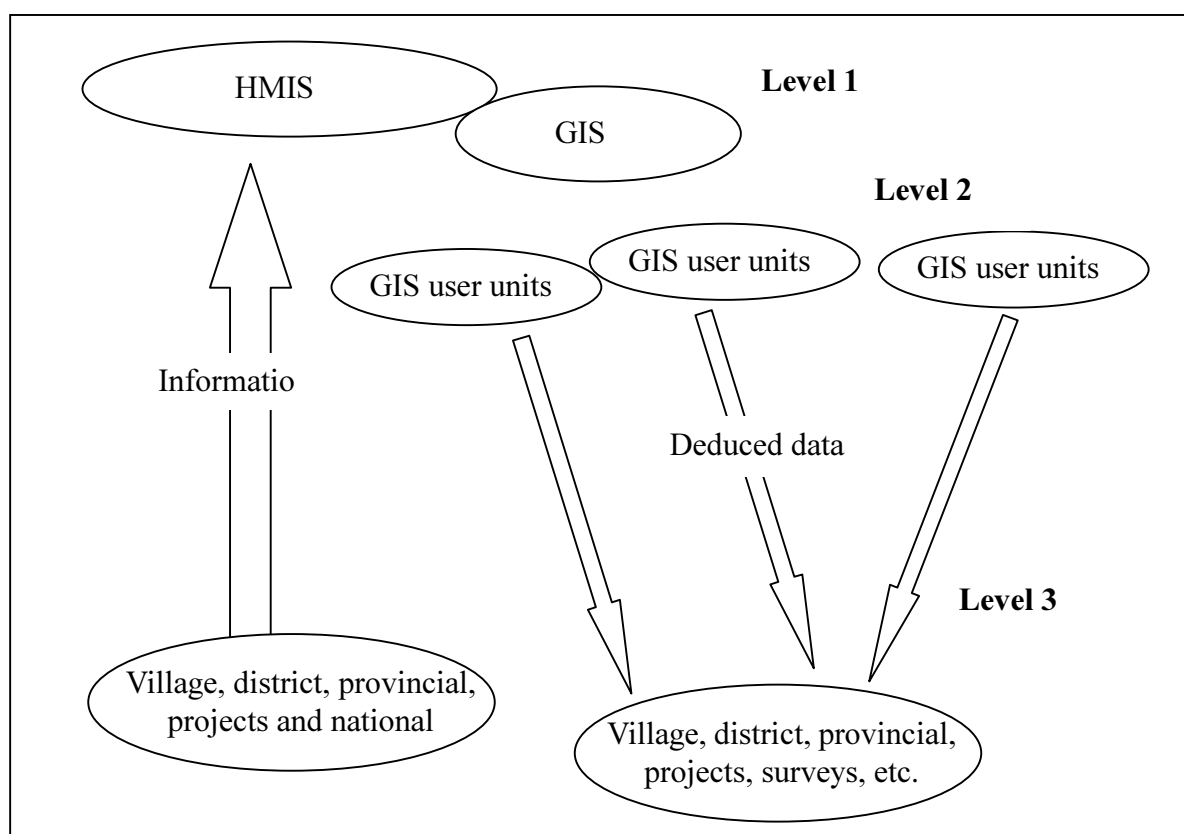 HMIS
Level 1
GIS
Level 2
GIS user units
GIS user units
GIS user units
Informatio
Deduced data
Level 3
Village, district, provincial,
projects and national
Village, district, provincial,
projects, surveys, etc.